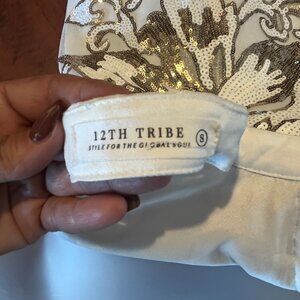 12TH TRIBE
STYLE FOR THE GLOBAL SOUL
S